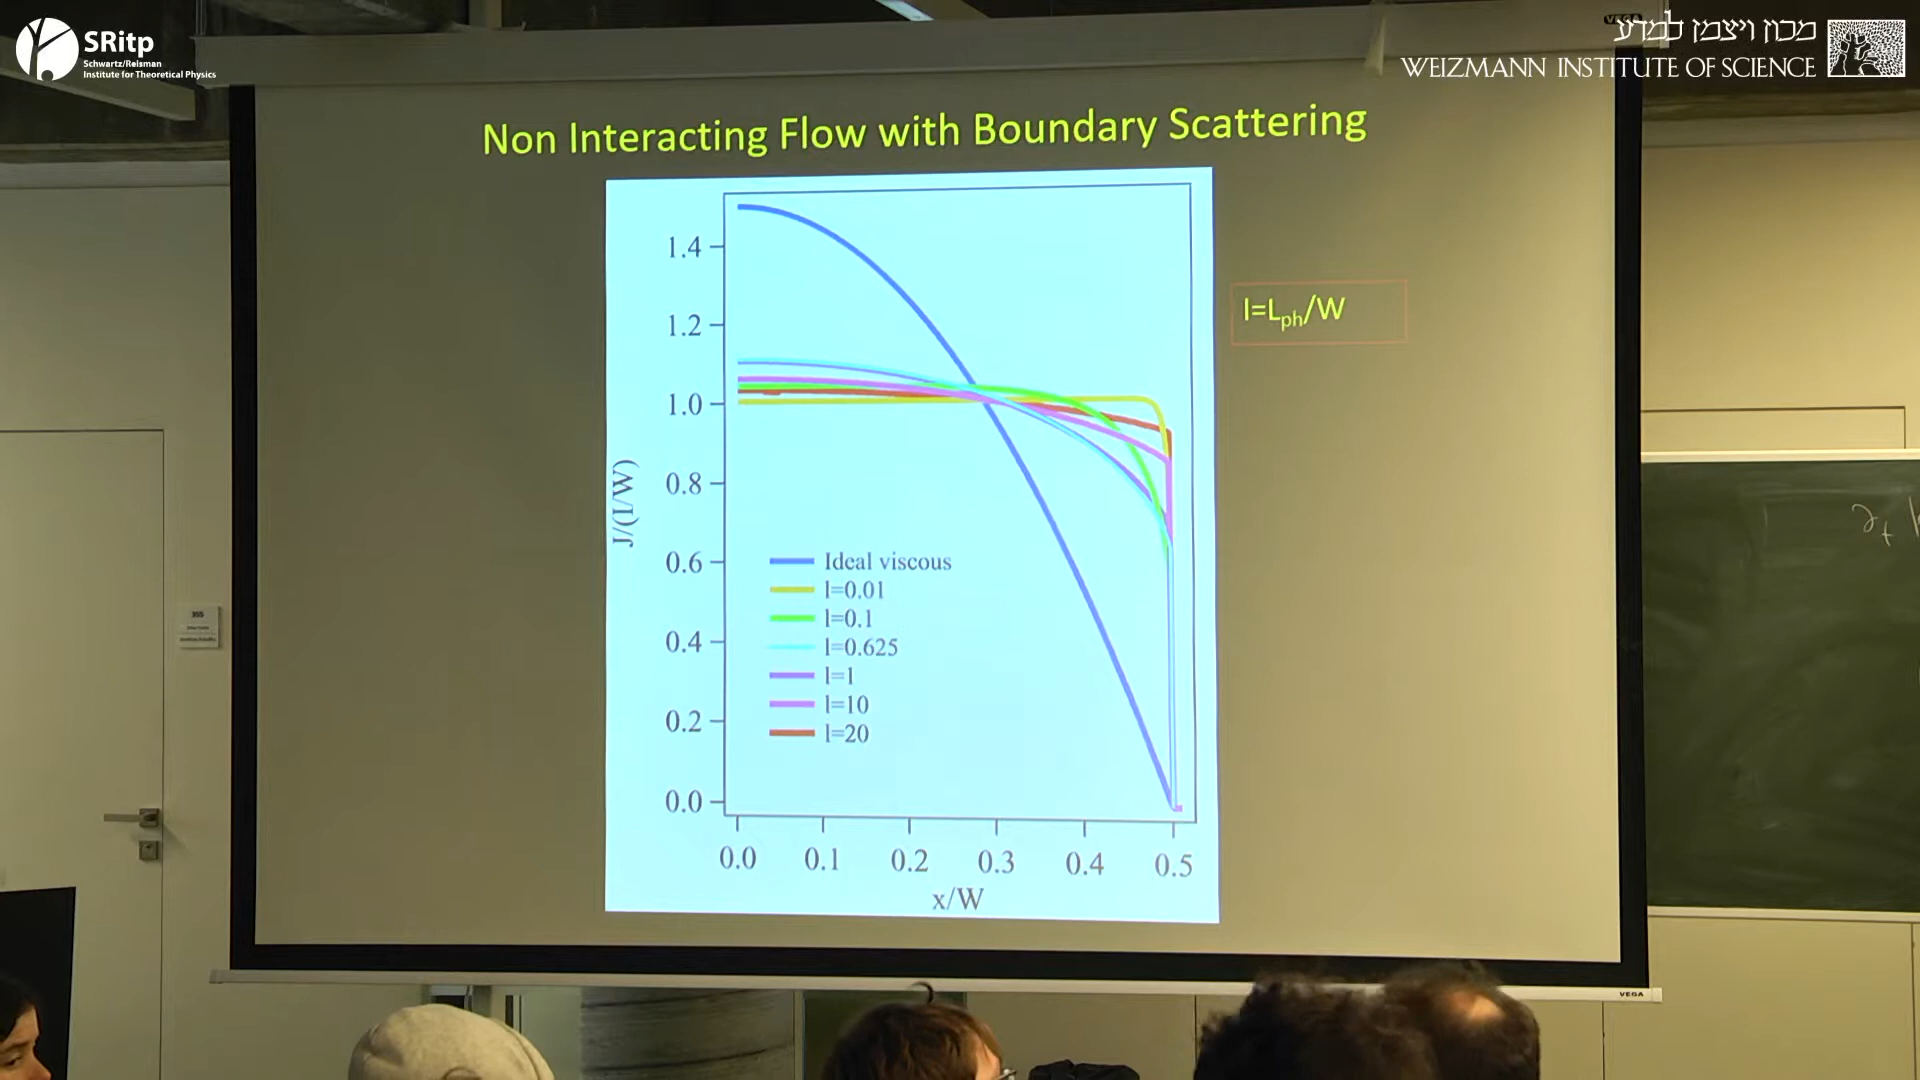 SRitp
Schwartz/Reisman
Institute for Theoretical Physics
VEGA
מכון ויצמן למדע
WEIZMANN INSTITUTE OF SCIENCE
Non Interacting Flow with Boundary Scattering
l=Lph/W
1.4
1.2
1.0
0.8
0.6
0.4
0.2
0.0
J/(I/W)
Ideal viscous
l=0.01
l=0.1
l=0.625
l=1
l=10
l=20
0.0 0.1 0.2 0.3 0.4 0.5
x/W
VEGA